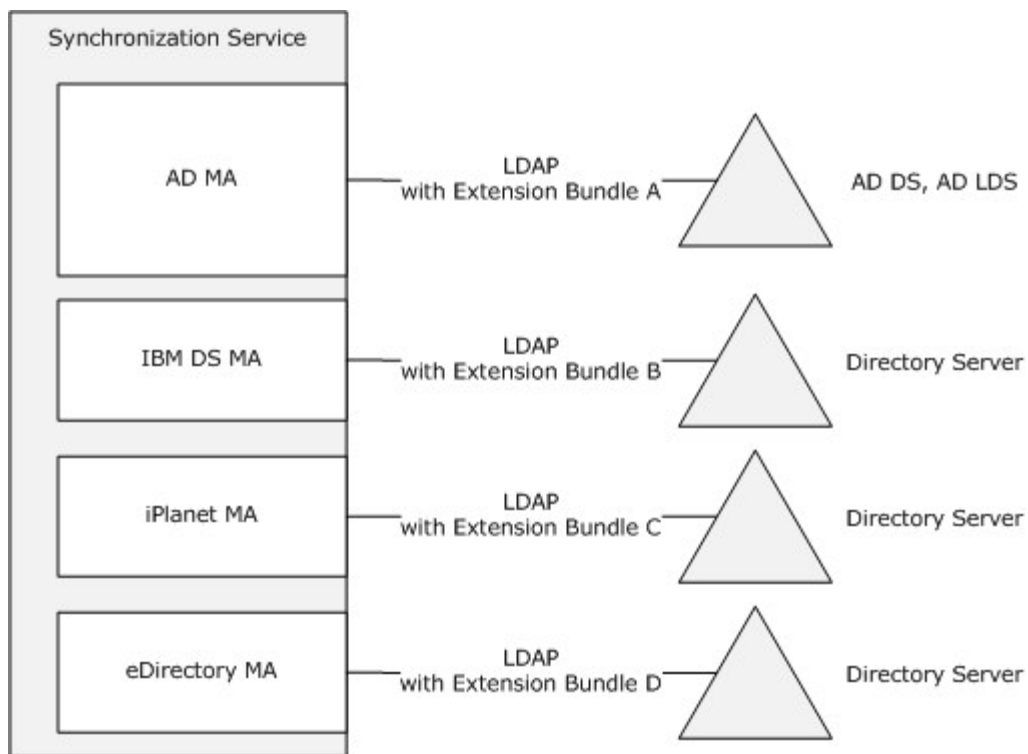 Synchronization Service
AD MA
LDAP
with Extension Bundle A
AD DS, AD LDS
IBM DS MA
LDAP
with Extension Bundle B
Directory Server
iPlanet MA
LDAP
with Extension Bundle C
Directory Server
eDirectory MA
LDAP
with Extension Bundle D
Directory Server